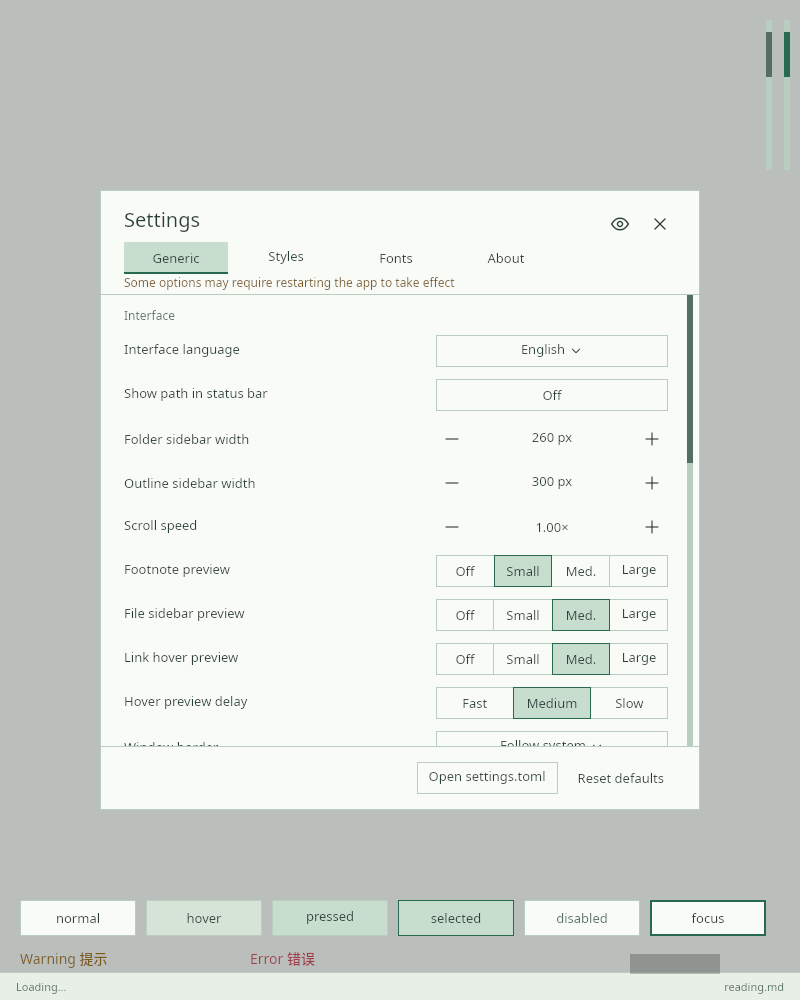 Settings
Generic Styles Fonts About
Some options may require restarting the app to take effect
Interface
Interface language English
Show path in status bar Off
Folder sidebar width 260 px
Outline sidebar width 300 px
Scroll speed 1.00×
Footnote preview Off Small Med. Large
File sidebar preview Off Small Med. Large
Link hover preview Off Small Med. Large
Hover preview delay Fast Medium Slow
Window border Follow system
Open settings.toml Reset defaults
normal hover pressed selected disabled focus
Warning 提示 Error 错误
Loading... reading.md